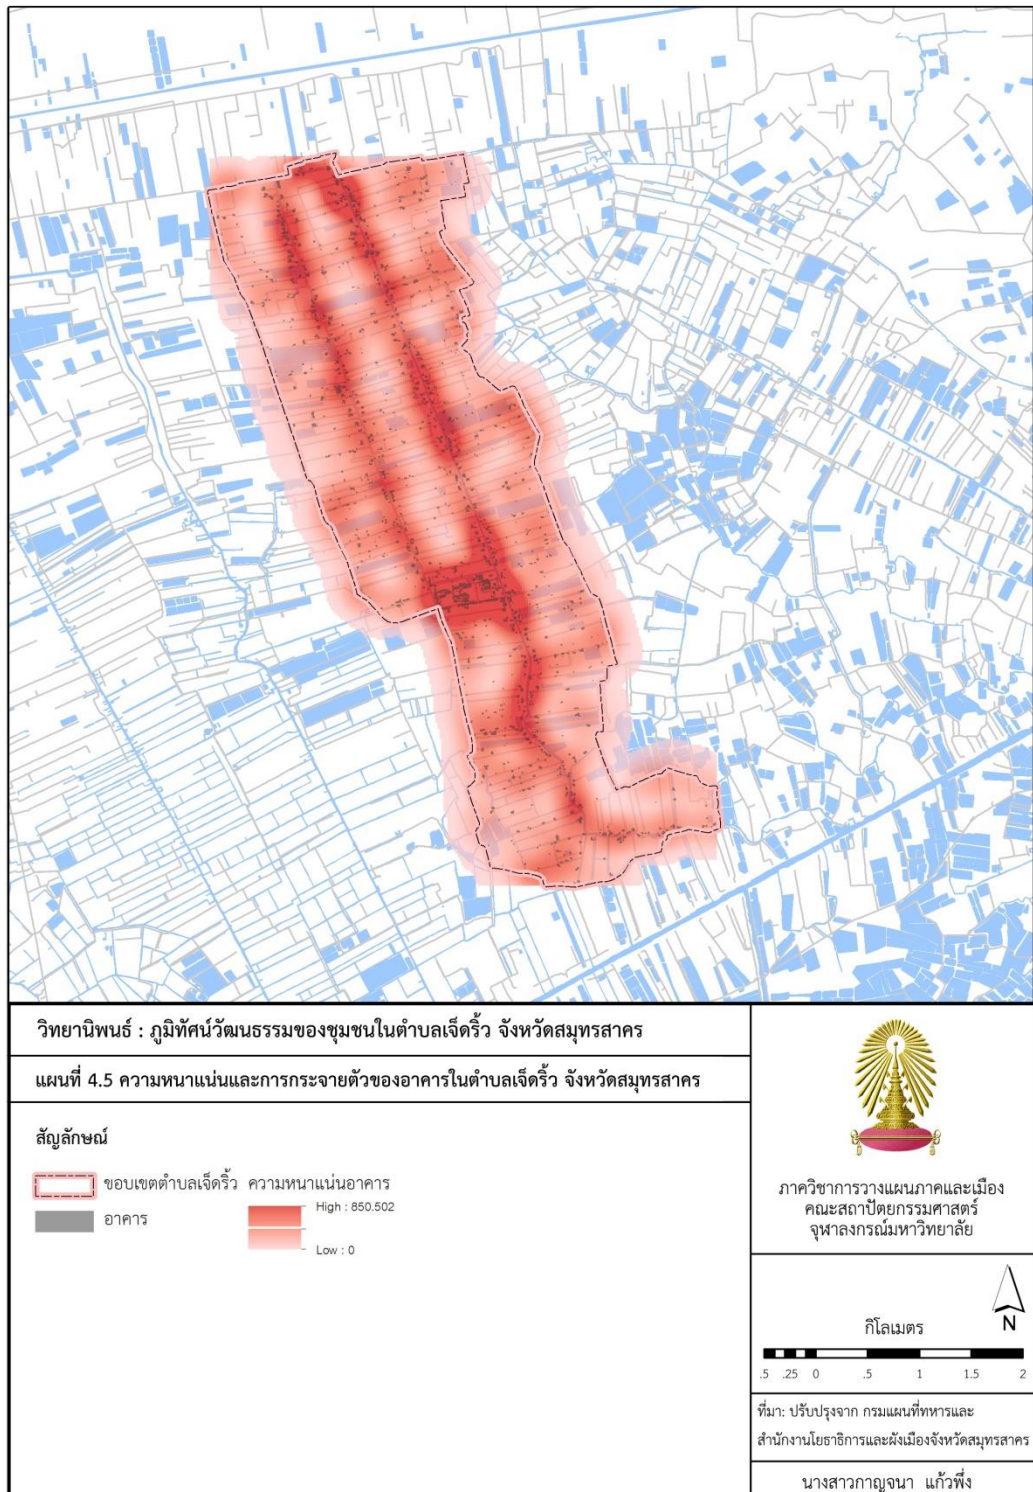 วิทยานิพนธ์ : ภูมิทัศน์วัฒนธรรมของชุมชนในตำบลเจ็ดริ้ว จังหวัดสมุทรสาคร
แผนที่ 4.5 ความหนาแน่นและการกระจายตัวของอาคารในตำบลเจ็ดริ้ว จังหวัดสมุทรสาคร
สัญลักษณ์
ขอบเขตตำบลเจ็ดริ้ว
อาคาร
ความหนาแน่นอาคาร
High : 850.502
Low : 0
ภาควิชาการวางแผนภาคและเมือง
คณะสถาปัตยกรรมศาสตร์
จุฬาลงกรณ์มหาวิทยาลัย
N
กิโลเมตร
.5 .25 0 .5 1 1.5 2
ที่มา: ปรับปรุงจาก กรมแผนที่ทหารและ
สำนักงานโยธาธิการและผังเมืองจังหวัดสมุทรสาคร
นางสาวกาญจนา แก้วพึ่ง